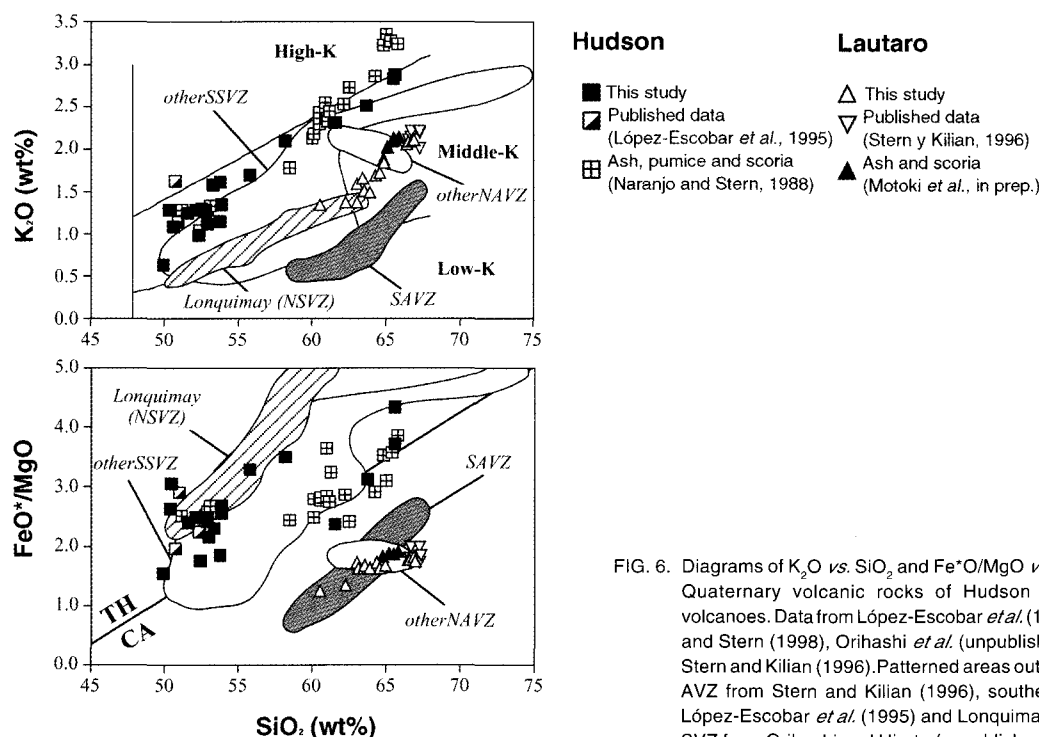 3.5
3.0
2.5
2.0
1.5
1.0
0.5
0.0
K₂O (wt%)
High-K
otherSSVZ
Middle-K
otherNAVZ
Low-K
Lonquimay (NSVZ)
SAVZ
45 50 55 60 65 70 75
5.0
4.0
3.0
2.0
1.0
0.0
FeO*/MgO
Lonquimay
(NSVZ)
otherSSVZ
SAVZ
otherNAVZ
TH
CA
45 50 55 60 65 70 75
SiO₂ (wt%)
Hudson
This study
Published data
(López-Escobar et al., 1995)
Ash, pumice and scoria
(Naranjo and Stern, 1988)
Lautaro
This study
Published data
(Stern y Kilian, 1996)
Ash and scoria
(Motoki et al., in prep.)
FIG. 6. Diagrams of K₂O vs. SiO₂ and Fe*O/MgO
Quaternary volcanic rocks of Hudson
volcanoes. Data from López-Escobar et al. (1
and Stern (1998), Orihashi et al. (unpublish
Stern and Kilian (1996). Patterned areas out
AVZ from Stern and Kilian (1996), southe
López-Escobar et al. (1995) and Lonquima